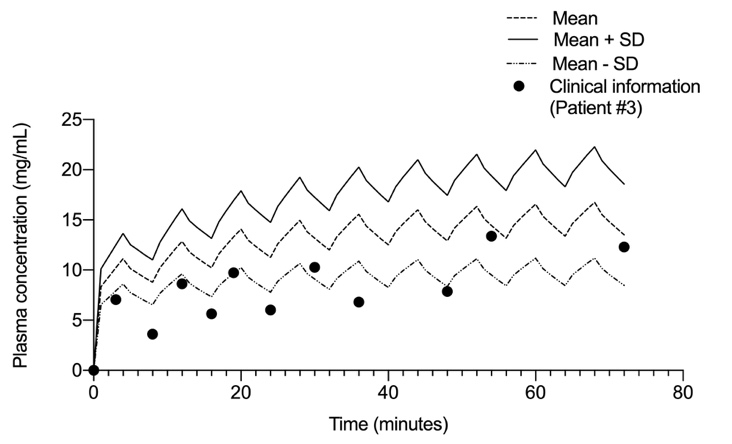 Mean
Mean + SD
Mean - SD
Clinical information
(Patient #3)
25
20
15
10
5
0
Plasma concentration (mg/mL)
0 20 40 60 80
Time (minutes)